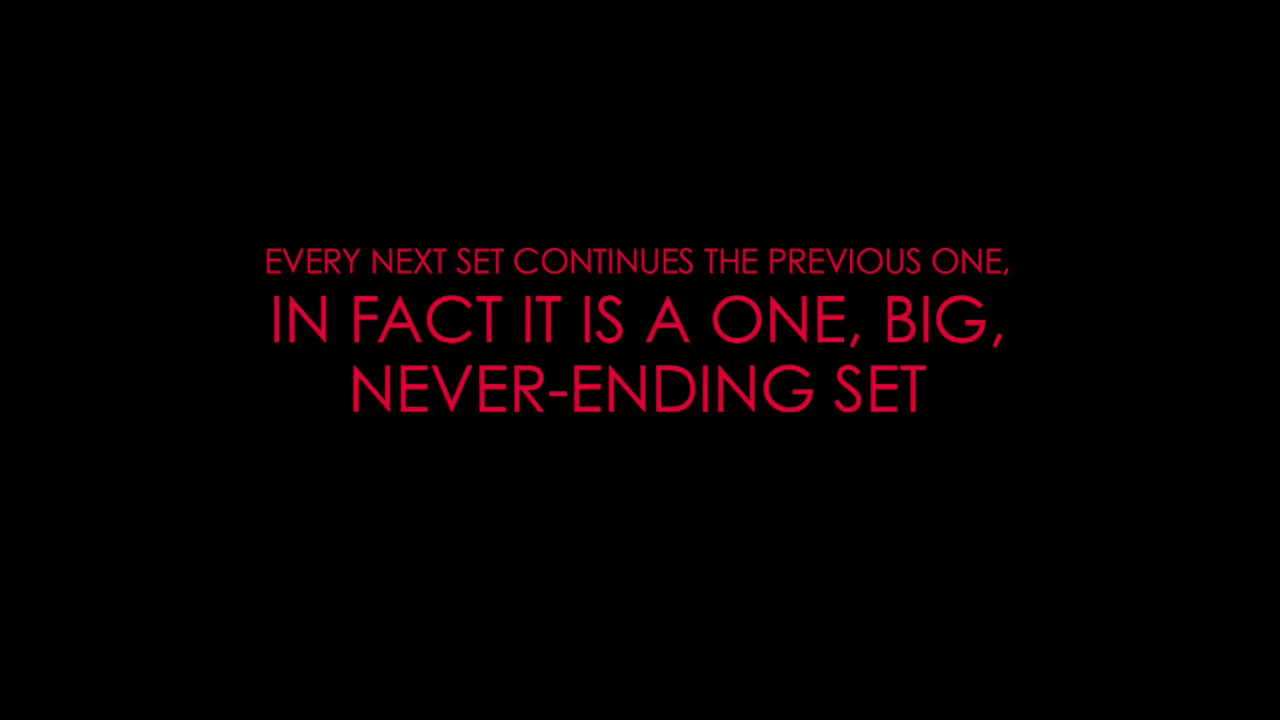 EVERY NEXT SET CONTINUES THE PREVIOUS ONE,
IN FACT IT IS A ONE, BIG,
NEVER-ENDING SET